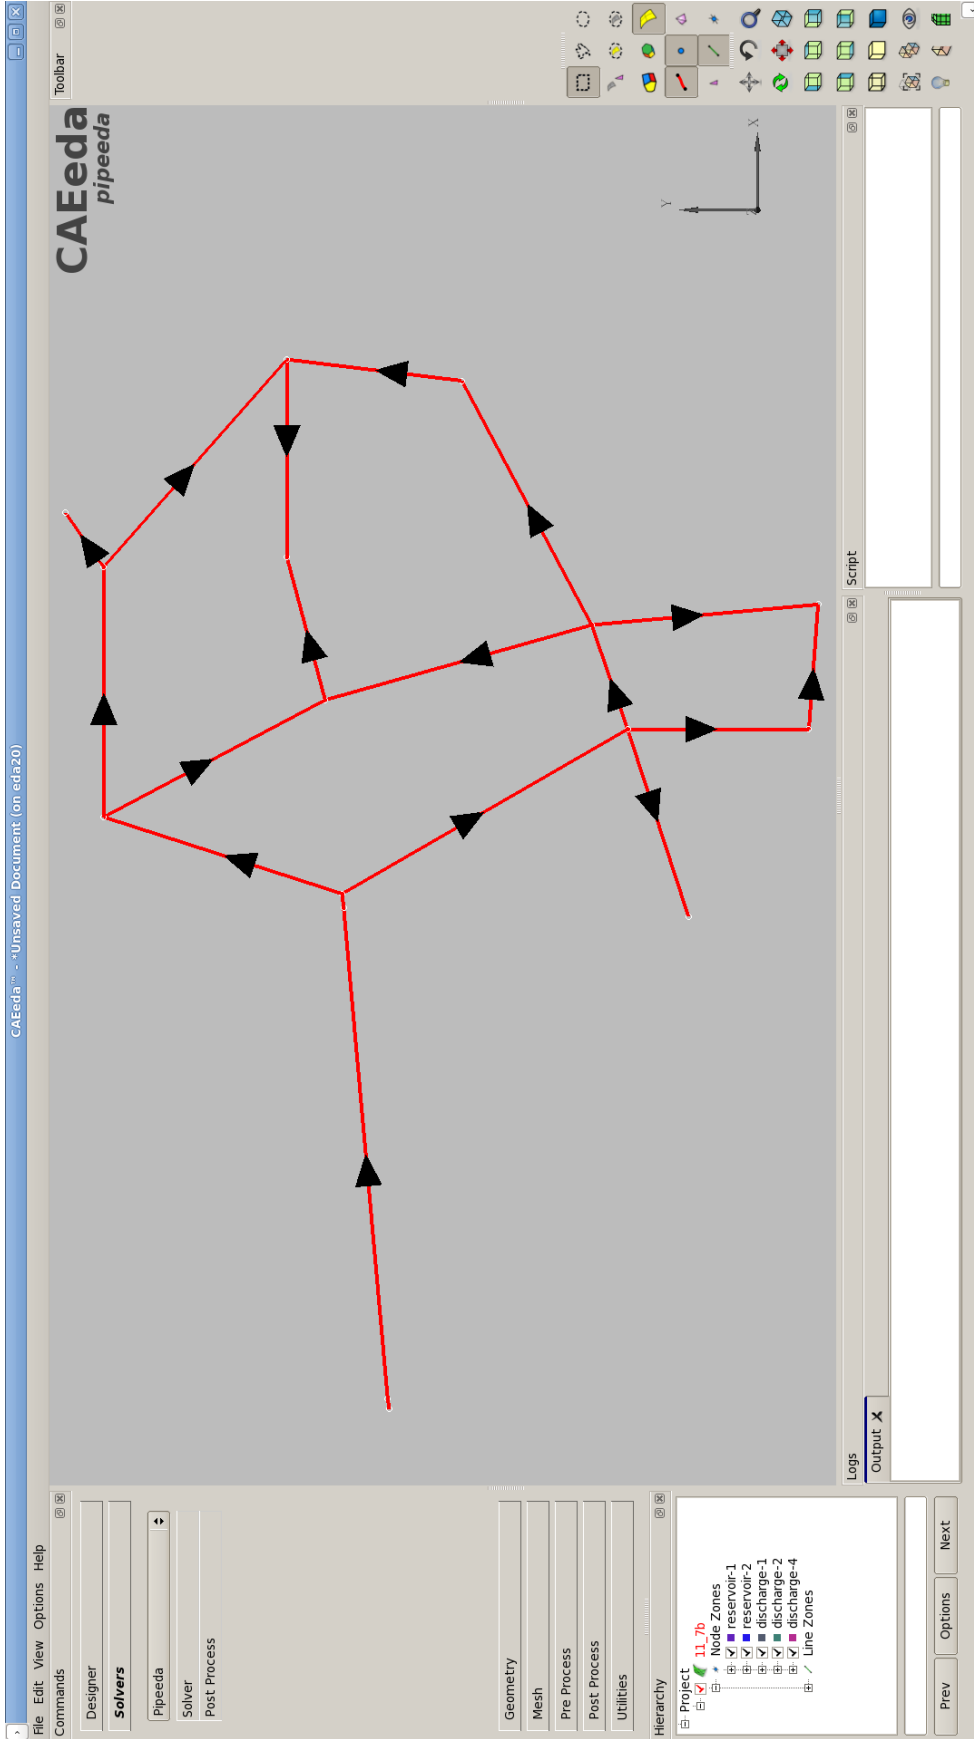 CAEeda™ - *Unsaved Document (on eda20)
File Edit View Options Help
Commands
Designer
Solvers
Pipeeda
Solver
Post Process
Geometry
Mesh
Pre Process
Post Process
Utilities
Hierarchy
Project
11_7b
Node Zones
reservoir-1
reservoir-2
discharge-1
discharge-2
discharge-4
Line Zones
Prev Options Next
CAEeda
pipeeda
Y
X
Toolbar
Logs
Output
Script